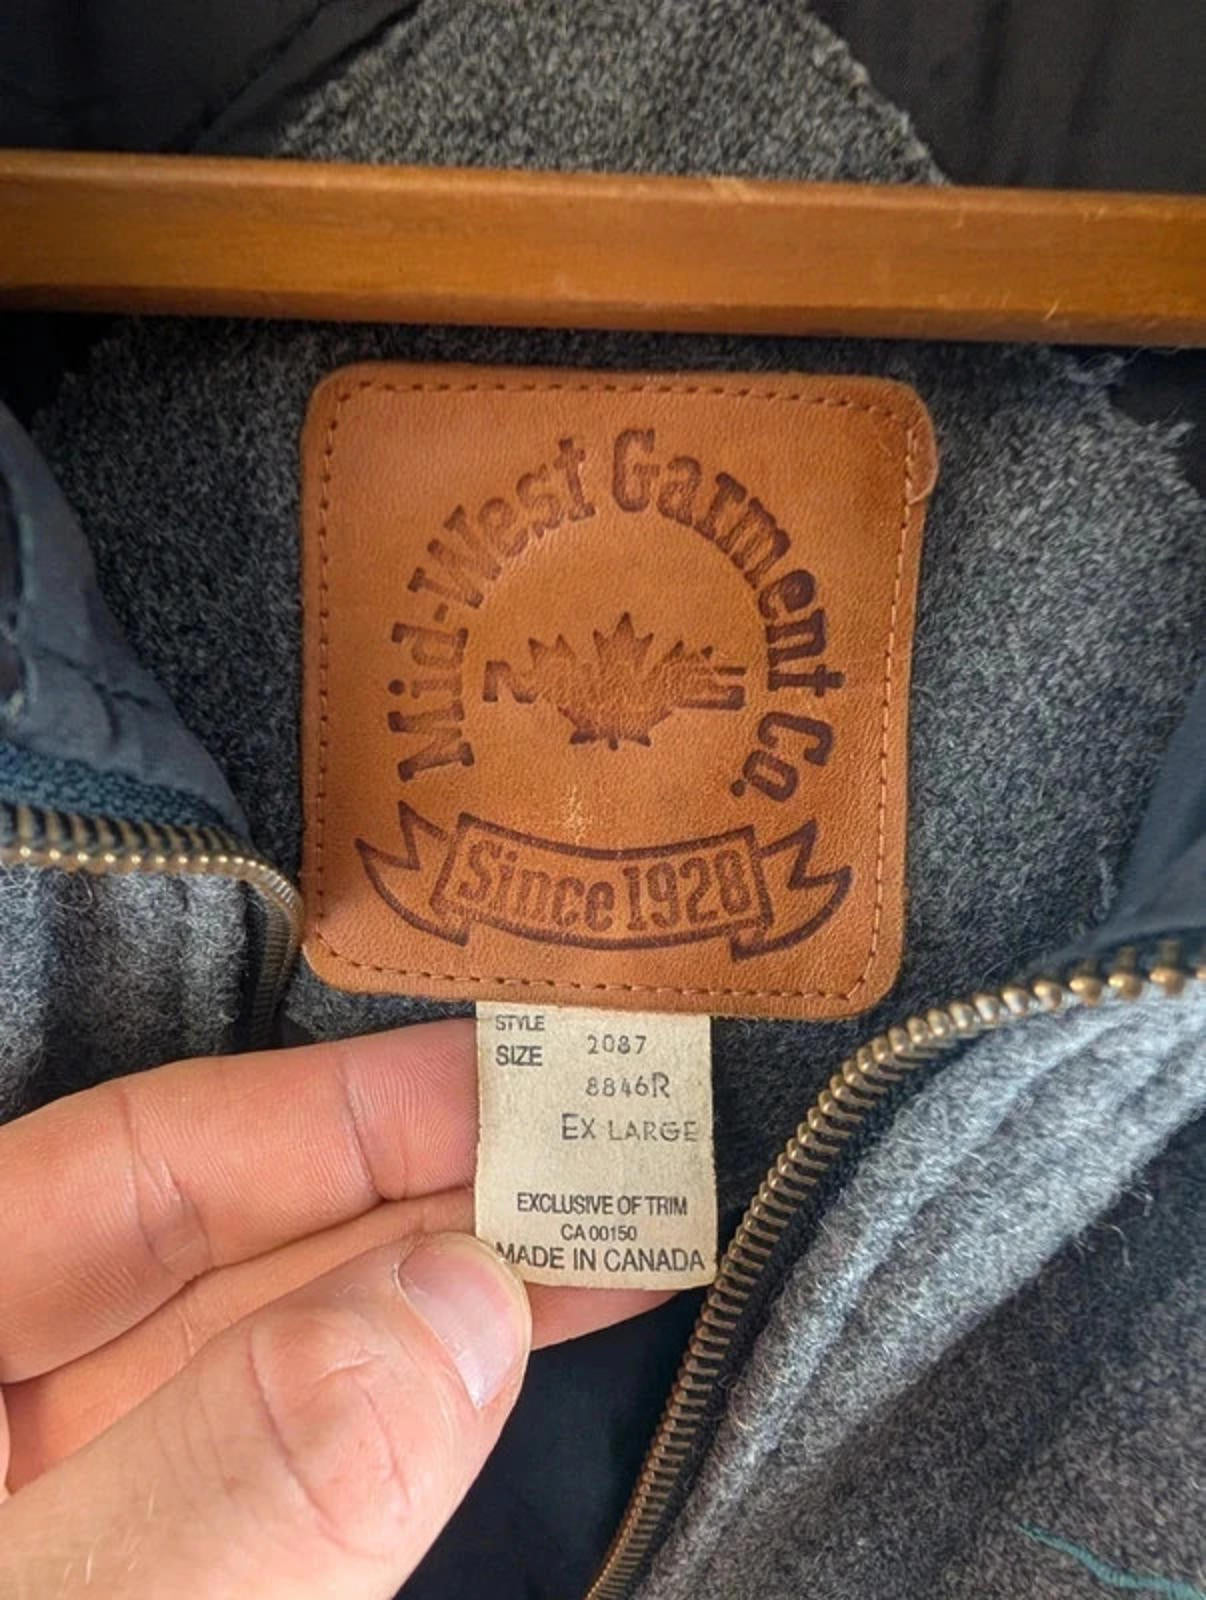 Mid-West Garment Co.
Since 1928
STYLE 2087
SIZE 8846R
EX LARGE
EXCLUSIVE OF TRIM
CA 00150
MADE IN CANADA